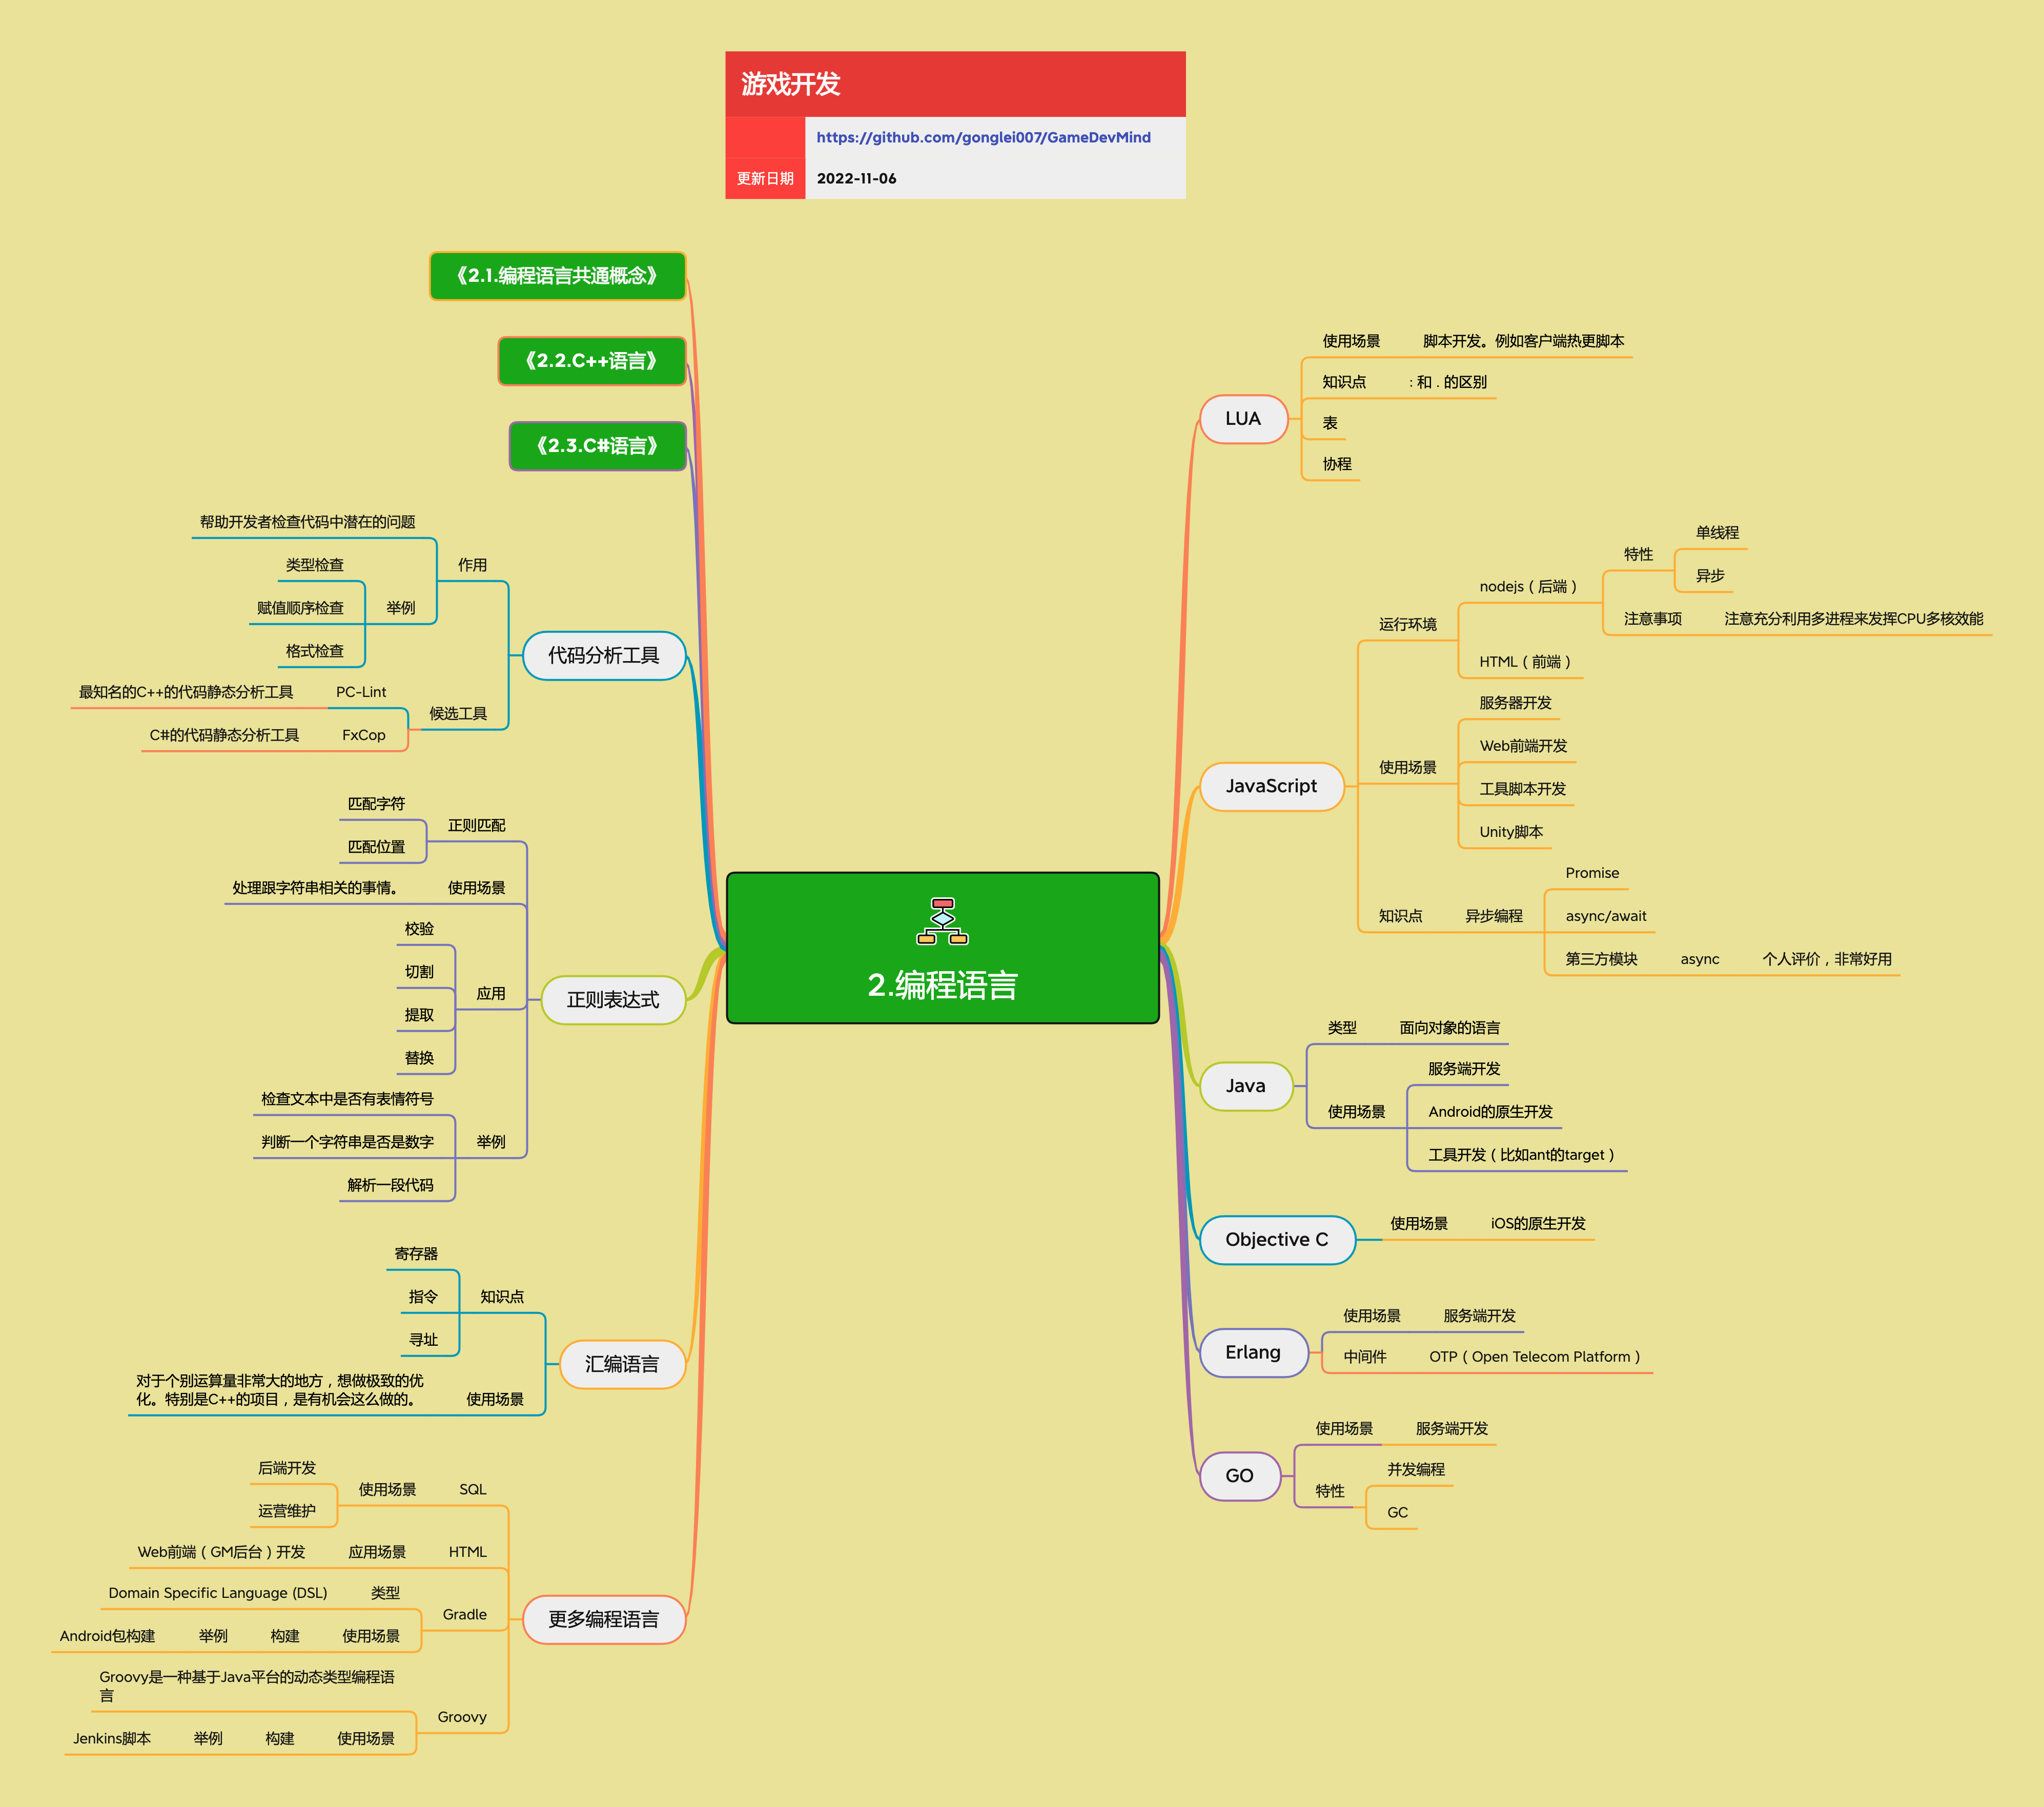 游戏开发
https://github.com/gonglei007/GameDevMind
更新日期 2022-11-06
2.编程语言
LUA
使用场景 脚本开发。例如客户端热更脚本
知识点 : 和 . 的区别
表
协程
JavaScript
运行环境
nodejs（后端）
特性
单线程
异步
注意事项 注意充分利用多进程来发挥CPU多核效能
HTML（前端）
使用场景
服务器开发
Web前端开发
工具脚本开发
Unity脚本
知识点 异步编程
Promise
async/await
第三方模块 async 个人评价，非常好用
Java
类型 面向对象的语言
使用场景
服务端开发
Android的原生开发
工具开发（比如ant的target）
Objective C
使用场景 iOS的原生开发
Erlang
使用场景 服务端开发
中间件 OTP（Open Telecom Platform）
GO
使用场景 服务端开发
特性
并发编程
GC
《2.1.编程语言共通概念》
《2.2.C++语言》
《2.3.C#语言》
代码分析工具
作用
帮助开发者检查代码中潜在的问题
举例
类型检查
赋值顺序检查
格式检查
候选工具
PC-Lint 最知名的C++的代码静态分析工具
FxCop C#的代码静态分析工具
正则表达式
正则匹配
匹配字符
匹配位置
使用场景 处理跟字符串相关的事情。
应用
校验
切割
提取
替换
举例
检查文本中是否有表情符号
判断一个字符串是否是数字
解析一段代码
汇编语言
知识点
寄存器
指令
寻址
使用场景
对于个别运算量非常大的地方，想做极致的优
化。特别是C++的项目，是有机会这么做的。
更多编程语言
SQL 使用场景
后端开发
运营维护
HTML 应用场景 Web前端（GM后台）开发
Gradle
类型 Domain Specific Language (DSL)
使用场景 构建 举例 Android包构建
Groovy
Groovy是一种基于Java平台的动态类型编程语
言
使用场景 构建 举例 Jenkins脚本